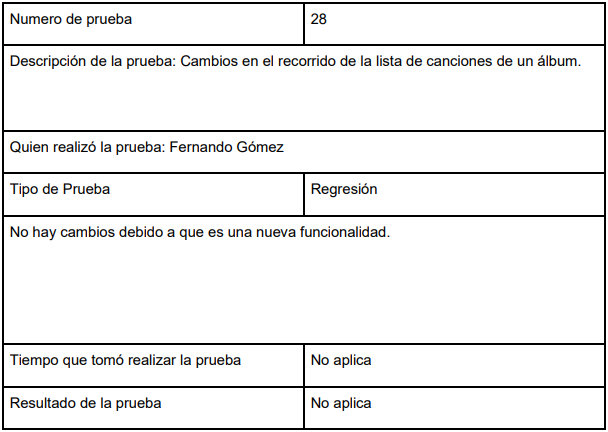 Numero de prueba 28
Descripción de la prueba: Cambios en el recorrido de la lista de canciones de un álbum.
Quien realizó la prueba: Fernando Gómez
Tipo de Prueba Regresión
No hay cambios debido a que es una nueva funcionalidad.
Tiempo que tomó realizar la prueba No aplica
Resultado de la prueba No aplica